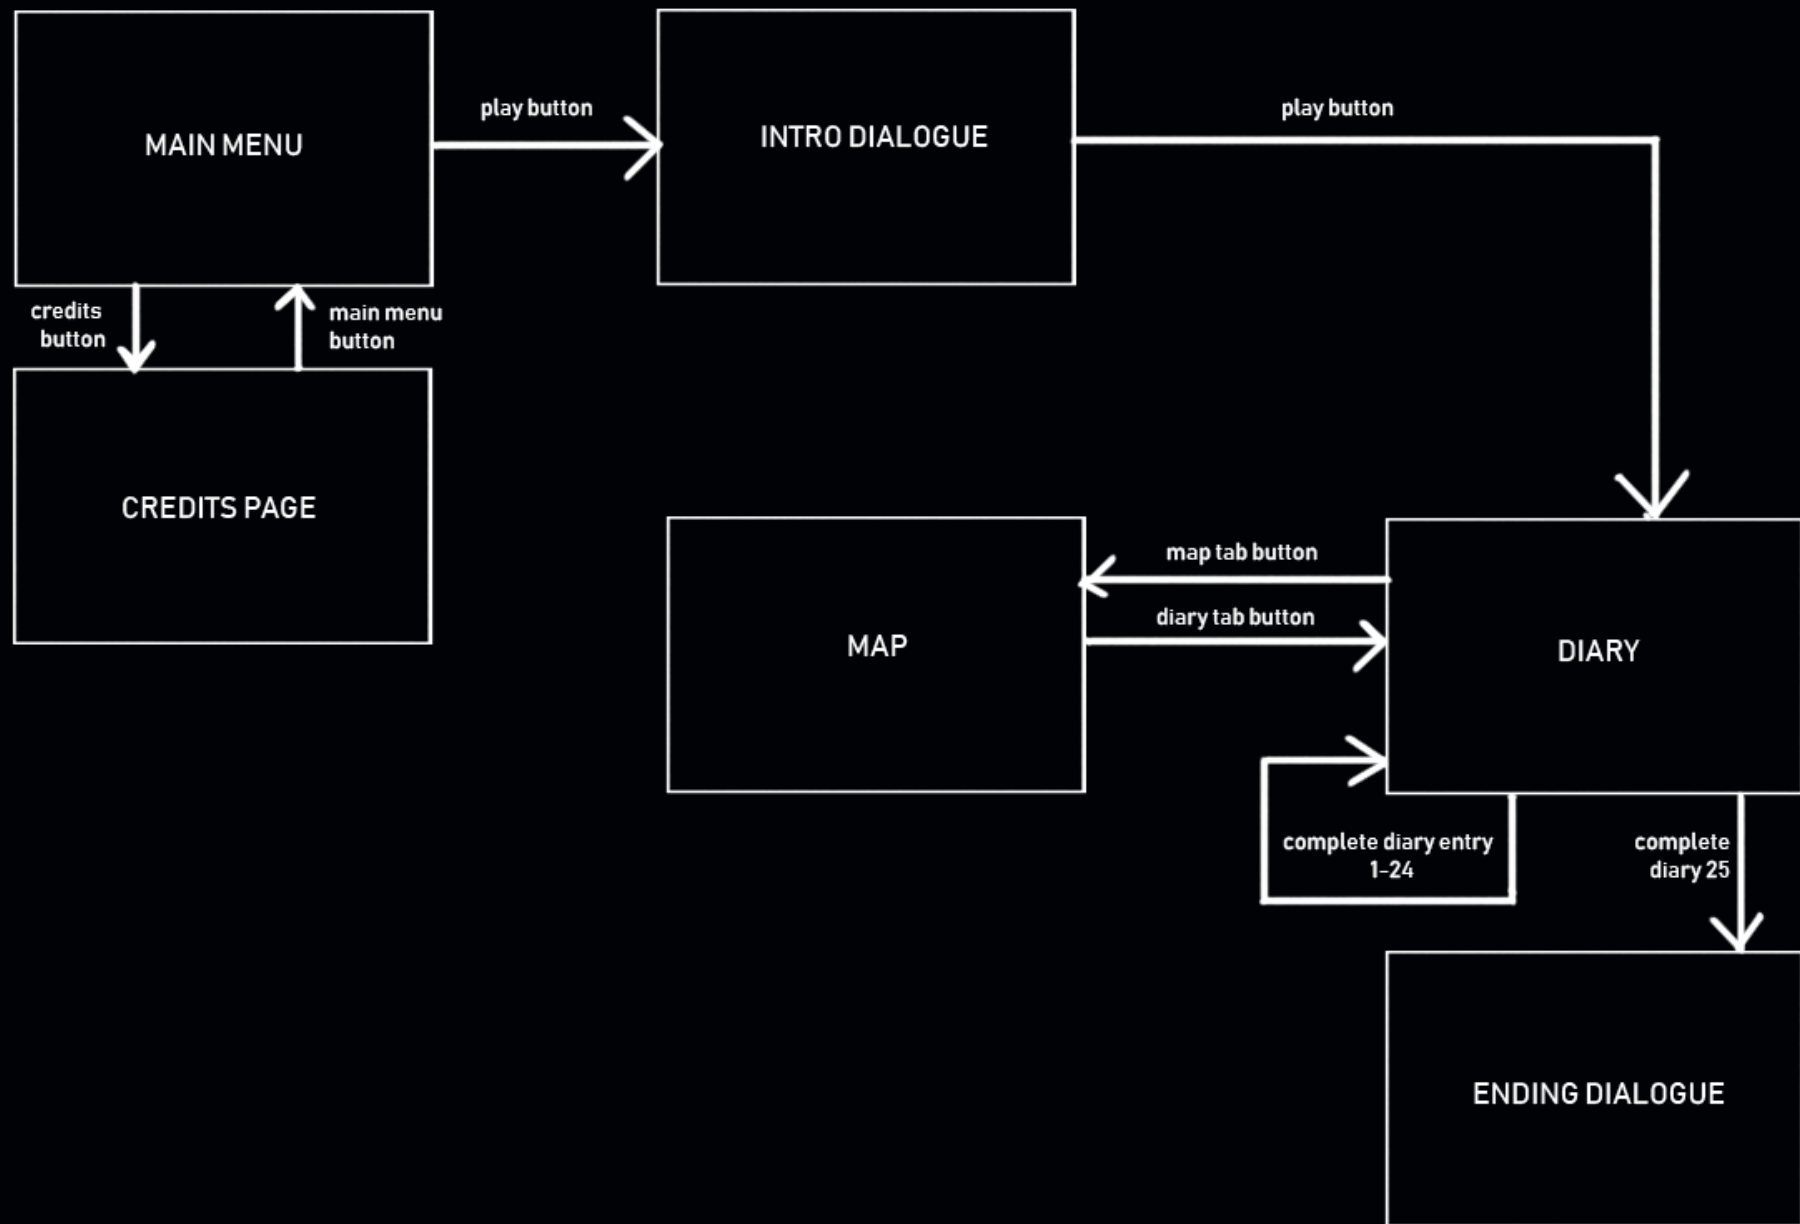 MAIN MENU
play button
INTRO DIALOGUE
play button
credits
button
main menu
button
CREDITS PAGE
MAP
map tab button
diary tab button
DIARY
complete diary entry
1-24
complete
diary 25
ENDING DIALOGUE